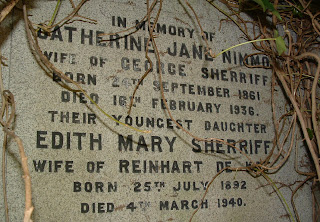 IN MEMORY OF
CATHERINE JANE NIMMO
WIFE OF GEORGE SHERRIFF
BORN 20TH SEPTEMBER 1861
DIED 16TH FEBRUARY 1936.
THEIR YOUNGEST DAUGHTER
EDITH MARY SHERRIFF
WIFE OF REINHART DE
BORN 25TH JULY 1892
DIED 4TH MARCH 1940.